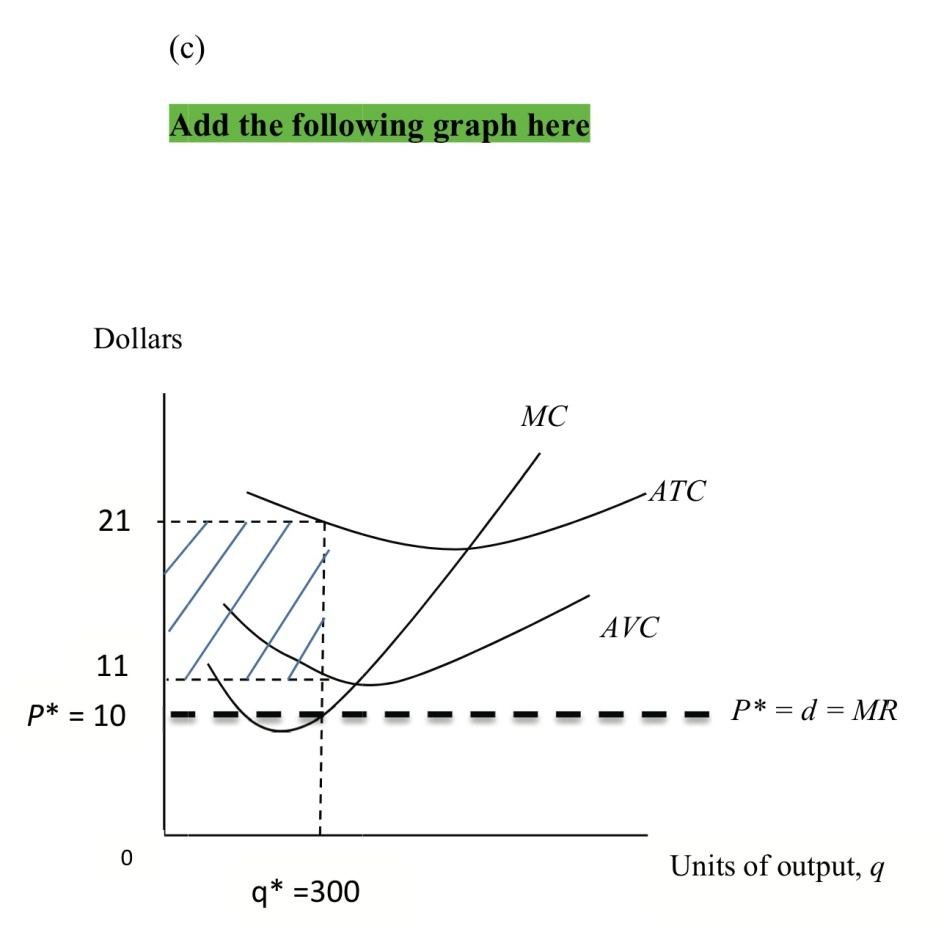 (c)
Add the following graph here
Dollars
MC
ATC
21
AVC
11
P* = 10
P* = d = MR
0
Units of output, q
q* =300